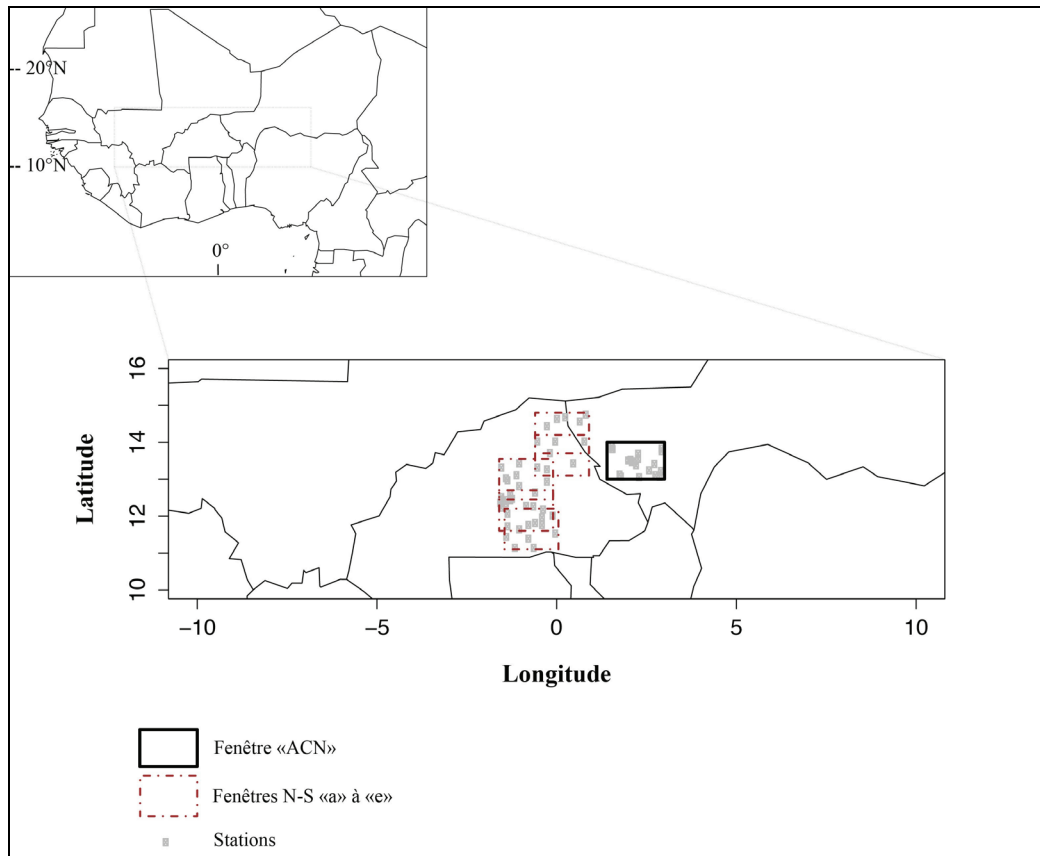 -- 20°N
-- 10°N
0°
16
14
12
10
Latitude
−10 −5 0 5 10
Longitude
Fenêtre «ACN»
Fenêtres N-S «a» à «e»
Stations